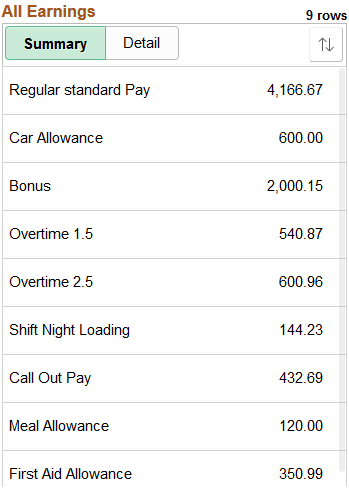 All Earnings
9 rows
Summary Detail
Regular standard Pay 4,166.67
Car Allowance 600.00
Bonus 2,000.15
Overtime 1.5 540.87
Overtime 2.5 600.96
Shift Night Loading 144.23
Call Out Pay 432.69
Meal Allowance 120.00
First Aid Allowance 350.99